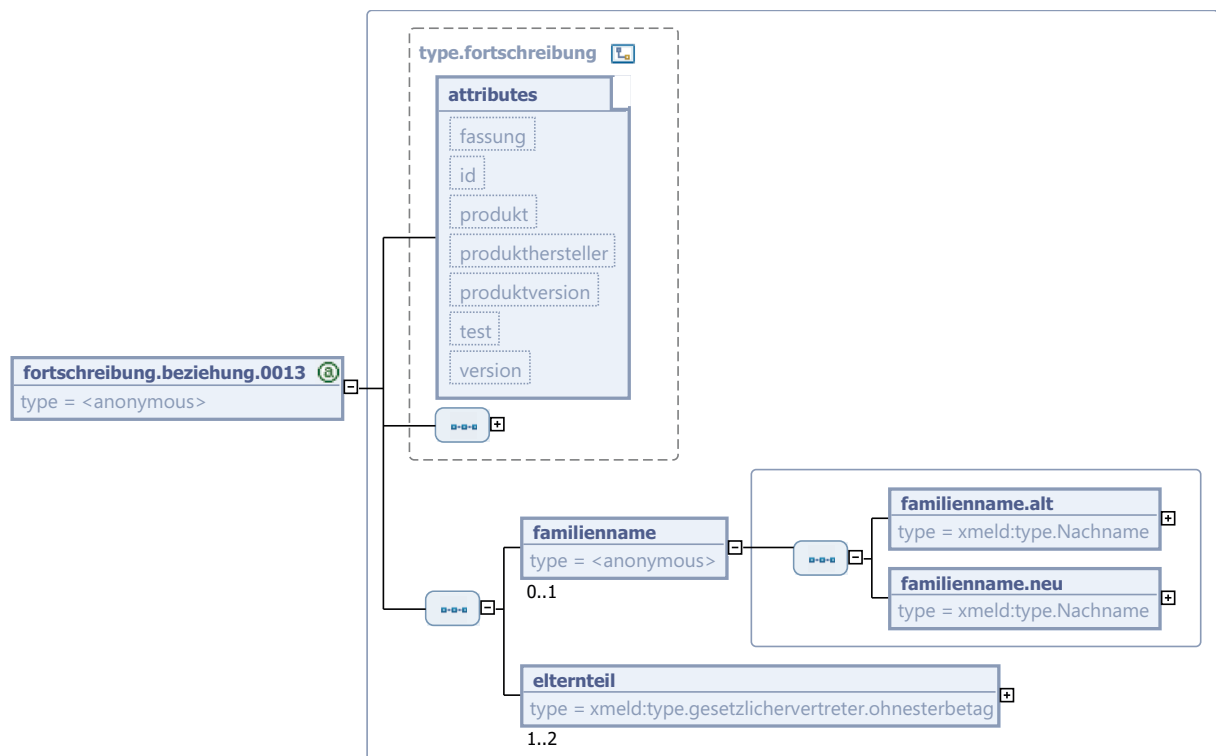 type.fortschreibung
attributes
fassung
id
produkt
produkthersteller
produktversion
test
version
fortschreibung.beziehung.0013 @
type = <anonymous>
familienname
type = <anonymous>
0..1
familienname.alt
type = xmeld:type.Nachname
familienname.neu
type = xmeld:type.Nachname
elternteil
type = xmeld:type.gesetzlichervertreter.ohnesterbetag
1..2